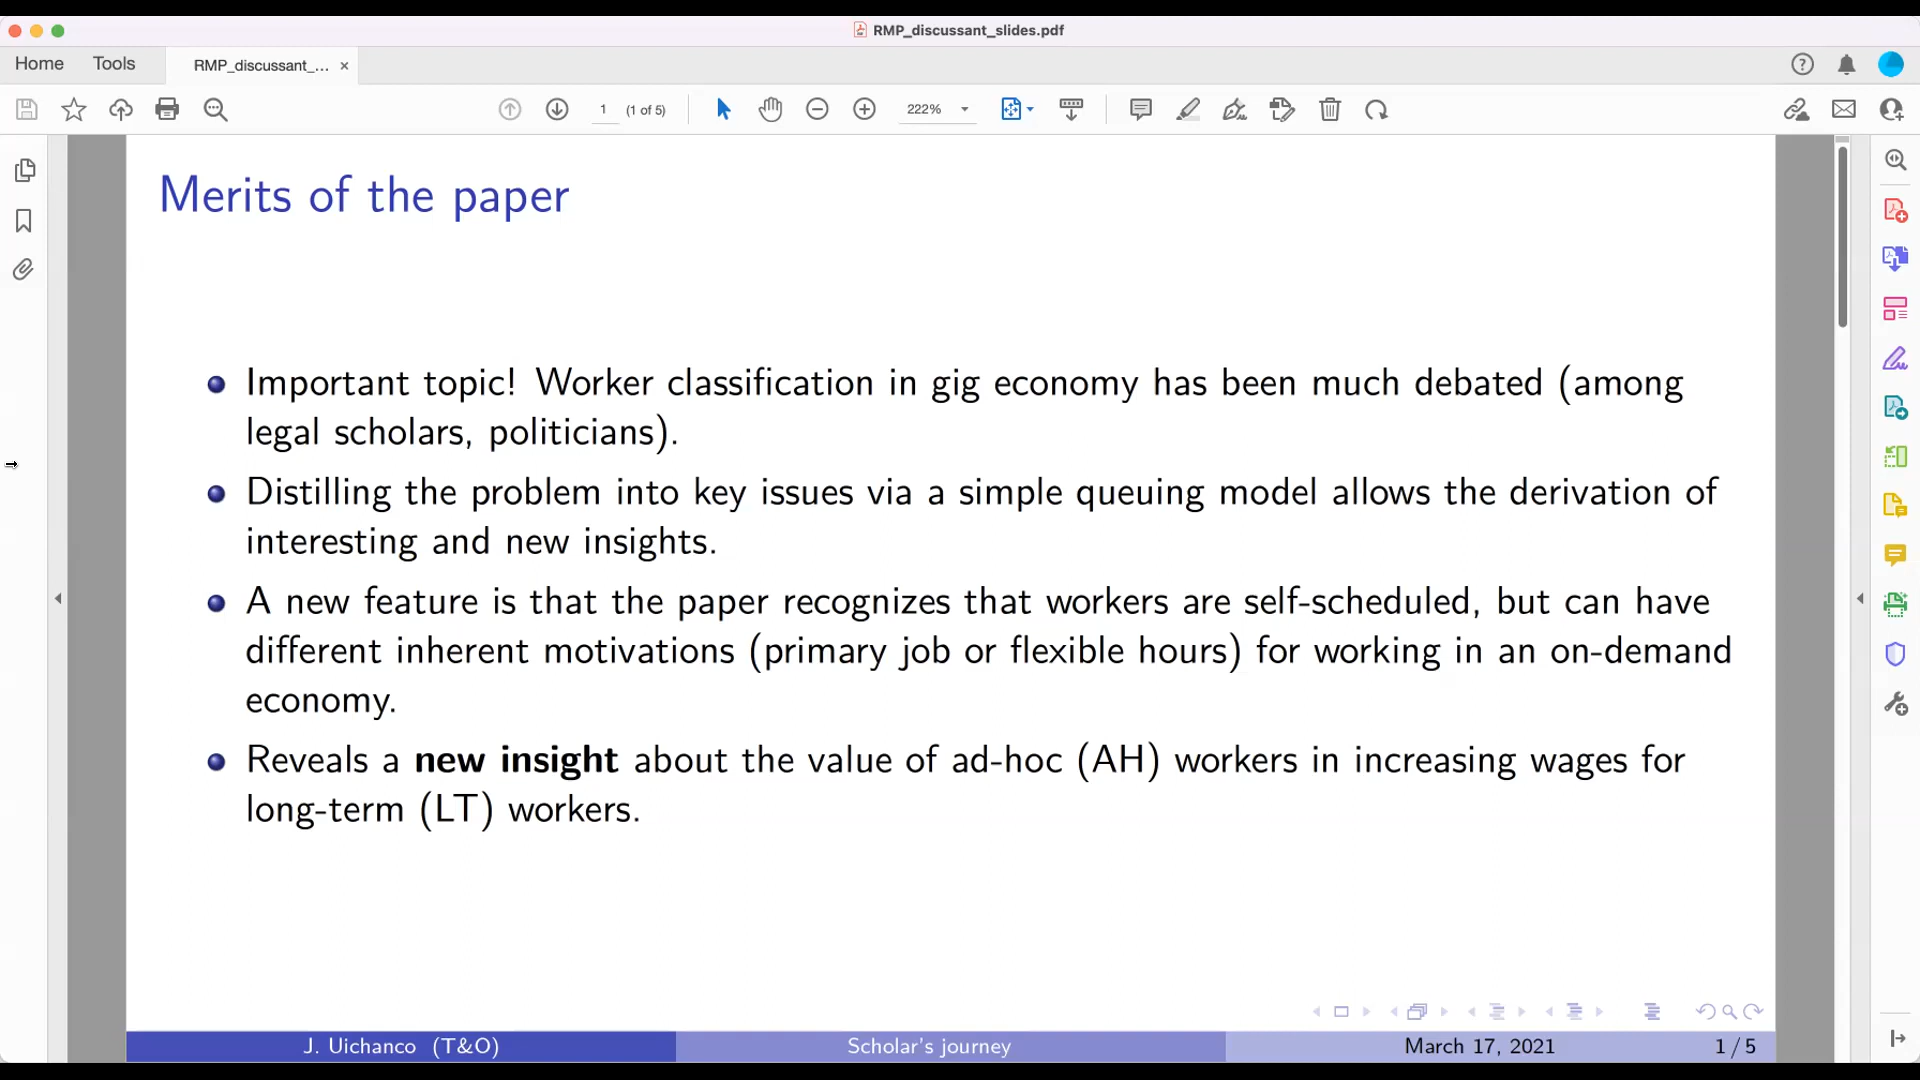 RMP_discussant_slides.pdf
Home Tools RMP_discussant_... ×
1 (1 of 5) 222%
Merits of the paper
Important topic! Worker classification in gig economy has been much debated (among
legal scholars, politicians).
Distilling the problem into key issues via a simple queuing model allows the derivation of
interesting and new insights.
A new feature is that the paper recognizes that workers are self-scheduled, but can have
different inherent motivations (primary job or flexible hours) for working in an on-demand
economy.
Reveals a new insight about the value of ad-hoc (AH) workers in increasing wages for
long-term (LT) workers.
J. Uichanco (T&O) Scholar's journey March 17, 2021 1 / 5